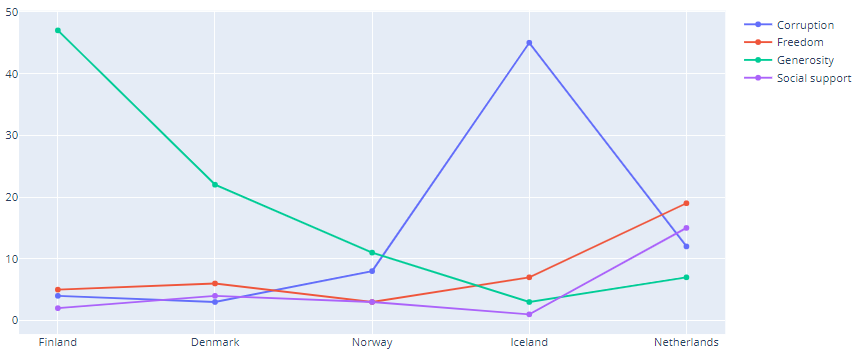 50
40
30
20
10
0
Finland Denmark Norway Iceland Netherlands
Corruption
Freedom
Generosity
Social support